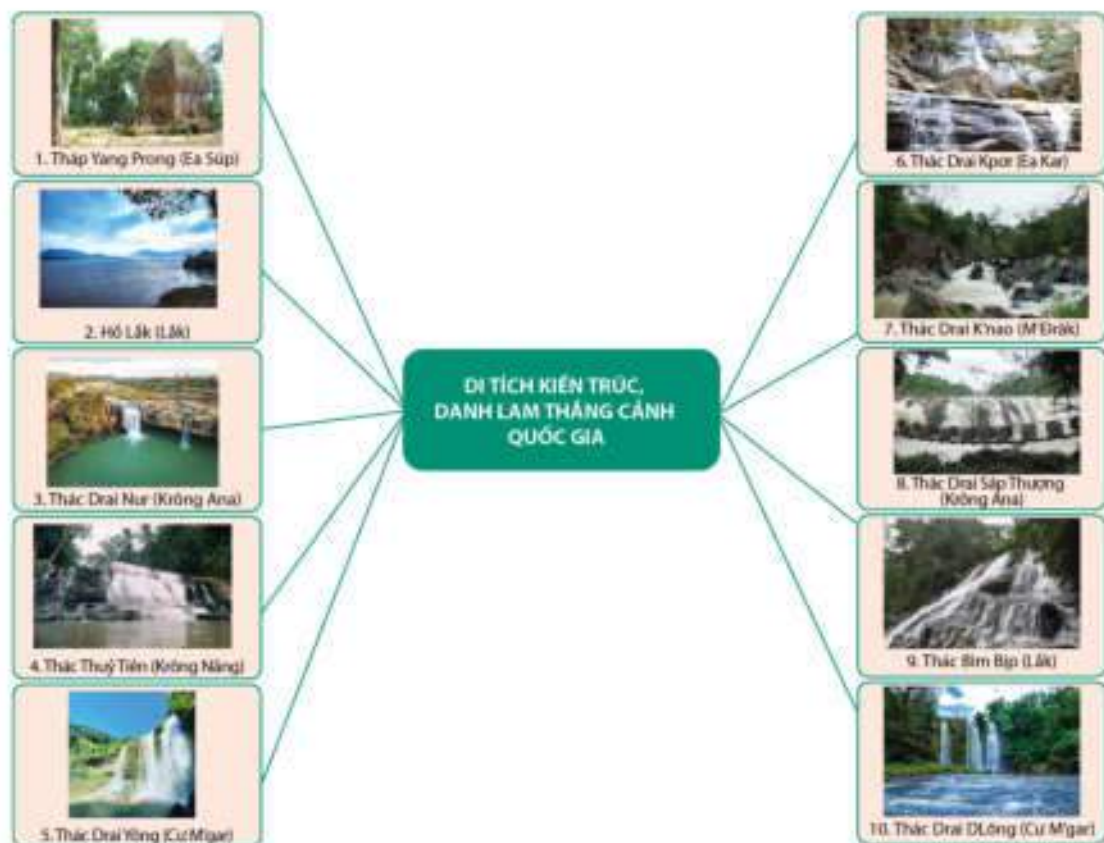 1. Tháp Yang Prong (Ea Súp)
2. Hồ Lắk (Lắk)
3. Thác Drai Nur (Krông Ana)
4. Thác Thuỷ Tiên (Krông Năng)
5. Thác Drai Yông (Cư M'gar)
DI TÍCH KIẾN TRÚC,
DANH LAM THẮNG CẢNH
QUỐC GIA
6. Thác Drai Kpơr (Ea Kar)
7. Thác Drai K'nao (M'Đrăk)
8. Thác Drai Sáp Thượng
(Krông Ana)
9. Thác Bìm Bịp (Lắk)
10. Thác Drai DLông (Cư M'gar)